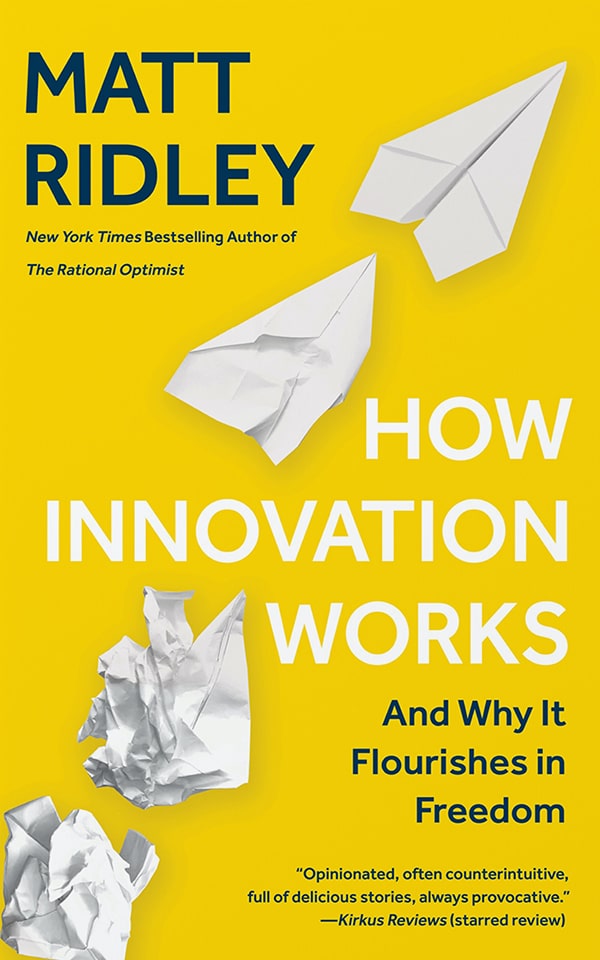 MATT
RIDLEY
New York Times Bestselling Author of
The Rational Optimist
HOW
INNOVATION
WORKS
And Why It
Flourishes in
Freedom
“Opinionated, often counterintuitive,
full of delicious stories, always provocative.”
—Kirkus Reviews (starred review)